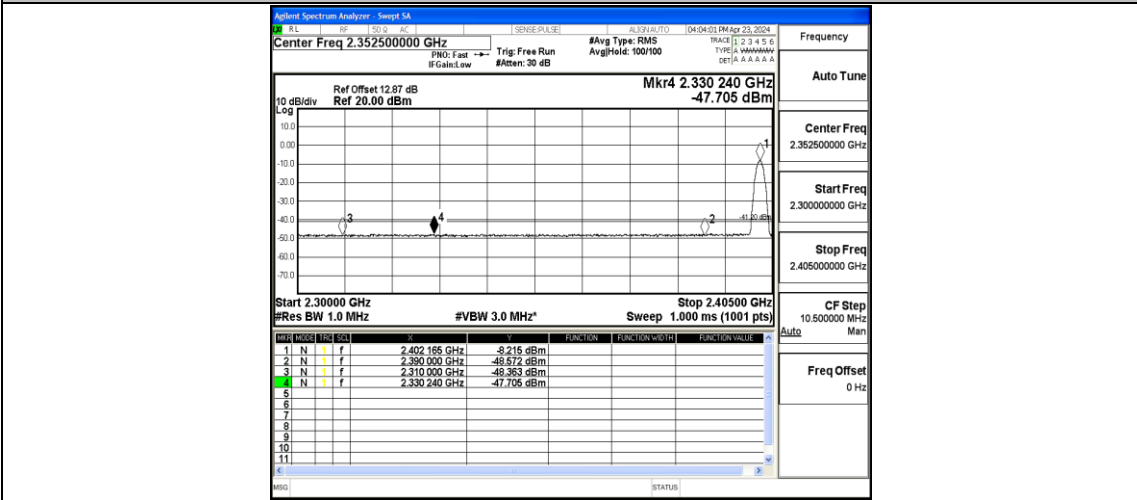 Agilent Spectrum Analyzer - Swept SA
RL RF 50 Ω AC SENSE:PULSE ALIGNAUTO 04:04:01 PM Apr 23, 2024
Center Freq 2.352500000 GHz #Avg Type: RMS TRACE 1 2 3 4 5 6 Frequency
PNO: Fast Trig: Free Run Avg|Hold: 100/100 TYPE A WWWWW
IFGain:Low #Atten: 30 dB DET A A A A A A
Auto Tune
Mkr4 2.330 240 GHz
Ref Offset 12.87 dB
10 dB/div Ref 20.00 dBm -47.705 dBm
Log
10.0
0.00
-10.0
-20.0
-30.0
-40.0
-50.0
-60.0
-70.0
1
2
3
4
-41.20 dBm
Center Freq
2.352500000 GHz
Start Freq
2.300000000 GHz
Stop Freq
2.405000000 GHz
Start 2.30000 GHz Stop 2.40500 GHz
#Res BW 1.0 MHz #VBW 3.0 MHz* Sweep 1.000 ms (1001 pts)
CF Step
10.500000 MHz
Auto Man
MKR MODE TRC SCL X Y FUNCTION FUNCTION WIDTH FUNCTION VALUE
1 N 1 f 2.402 165 GHz -8.215 dBm
2 N 1 f 2.390 000 GHz -48.572 dBm
3 N 1 f 2.310 000 GHz -48.363 dBm
4 N 1 f 2.330 240 GHz -47.705 dBm
5
6
7
8
9
10
11
Freq Offset
0 Hz
MSG STATUS